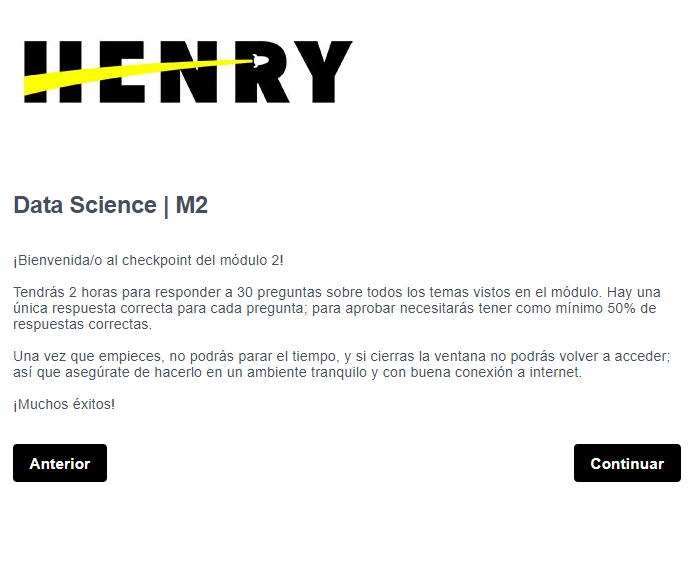 HENRY
Data Science | M2
¡Bienvenida/o al checkpoint del módulo 2!
Tendrás 2 horas para responder a 30 preguntas sobre todos los temas vistos en el módulo. Hay una
única respuesta correcta para cada pregunta; para aprobar necesitarás tener como mínimo 50% de
respuestas correctas.
Una vez que empieces, no podrás parar el tiempo, y si cierras la ventana no podrás volver a acceder;
así que asegúrate de hacerlo en un ambiente tranquilo y con buena conexión a internet.
¡Muchos éxitos!
Anterior
Continuar